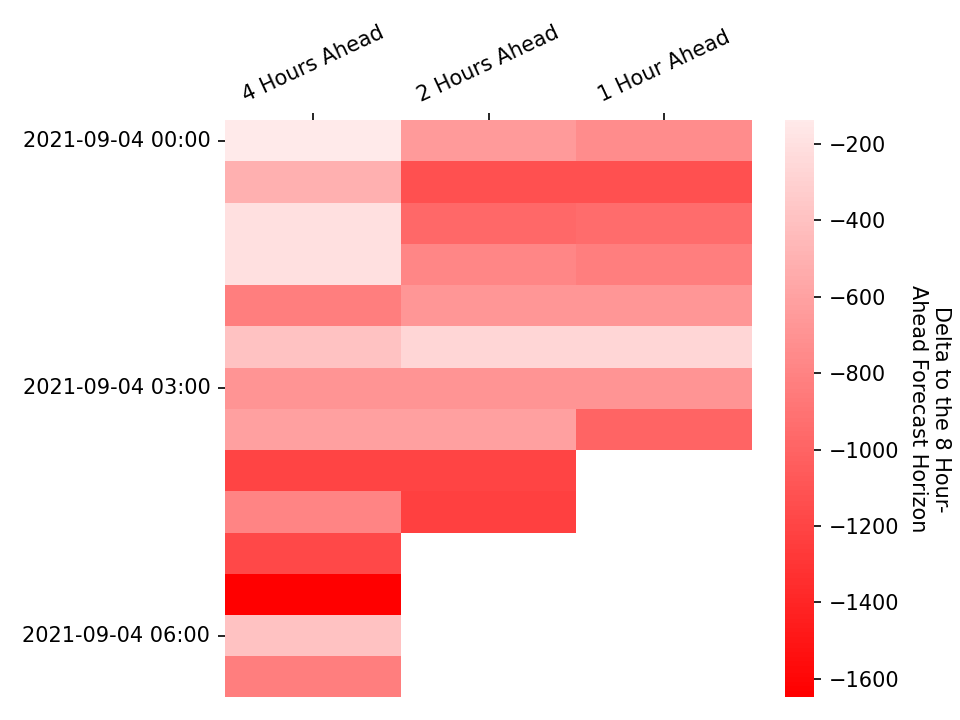 4 Hours Ahead
2 Hours Ahead
1 Hour Ahead
2021-09-04 00:00
2021-09-04 03:00
2021-09-04 06:00
−200
−400
−600
−800
−1000
−1200
−1400
−1600
Delta to the 8 Hour-
Ahead Forecast Horizon